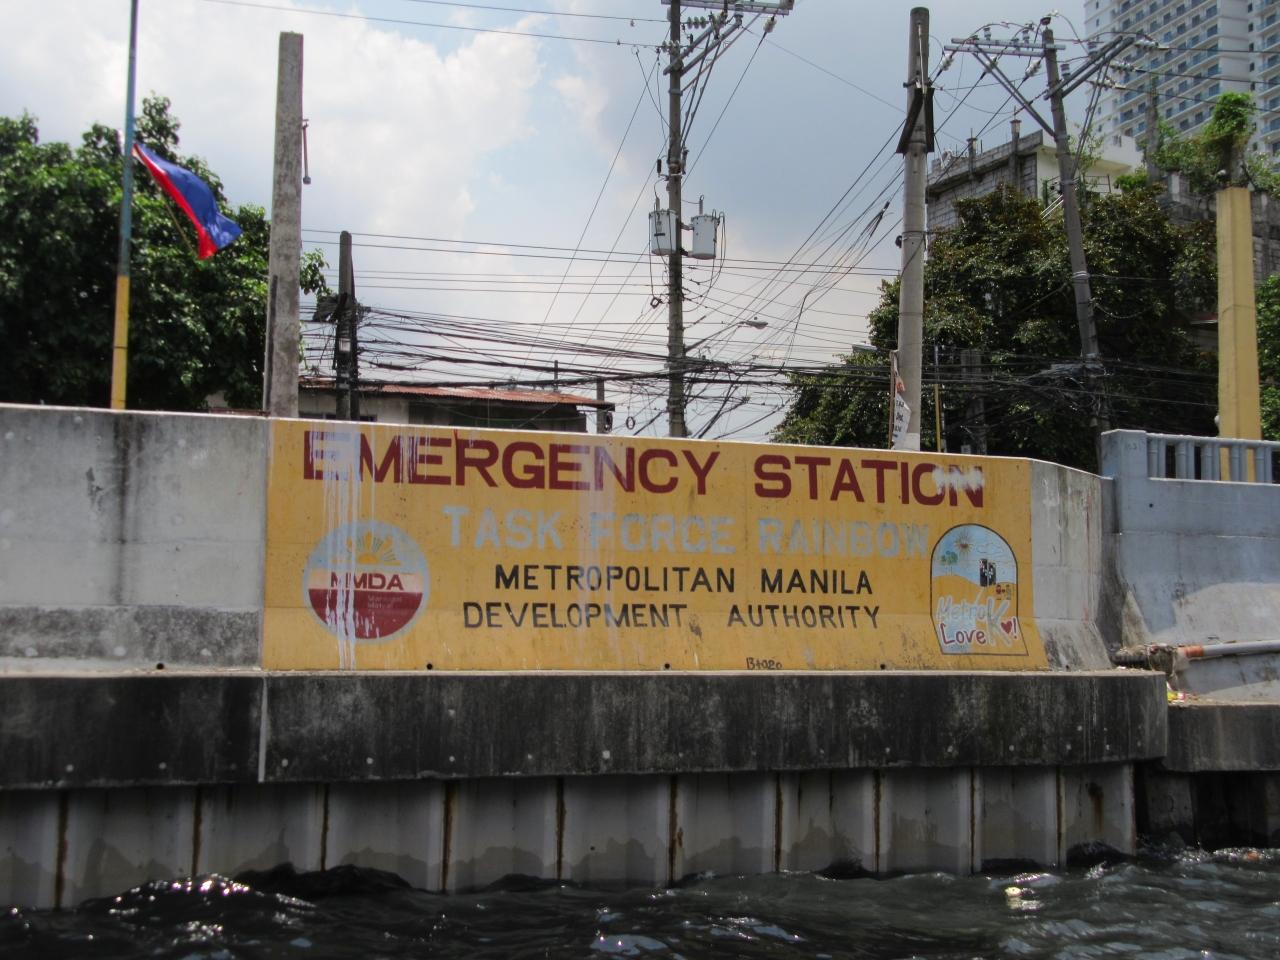 EMERGENCY STATION
TASK FORCE RAINBOW
METROPOLITAN MANILA
DEVELOPMENT AUTHORITY
MMDA
Metro
Love K!